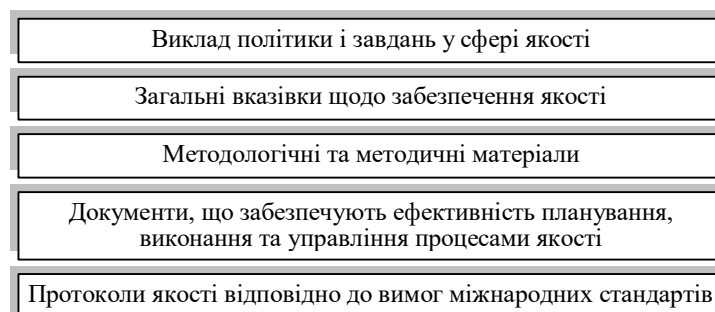 Виклад політики і завдань у сфері якості
Загальні вказівки щодо забезпечення якості
Методологічні та методичні матеріали
Документи, що забезпечують ефективність планування,
виконання та управління процесами якості
Протоколи якості відповідно до вимог міжнародних стандартів